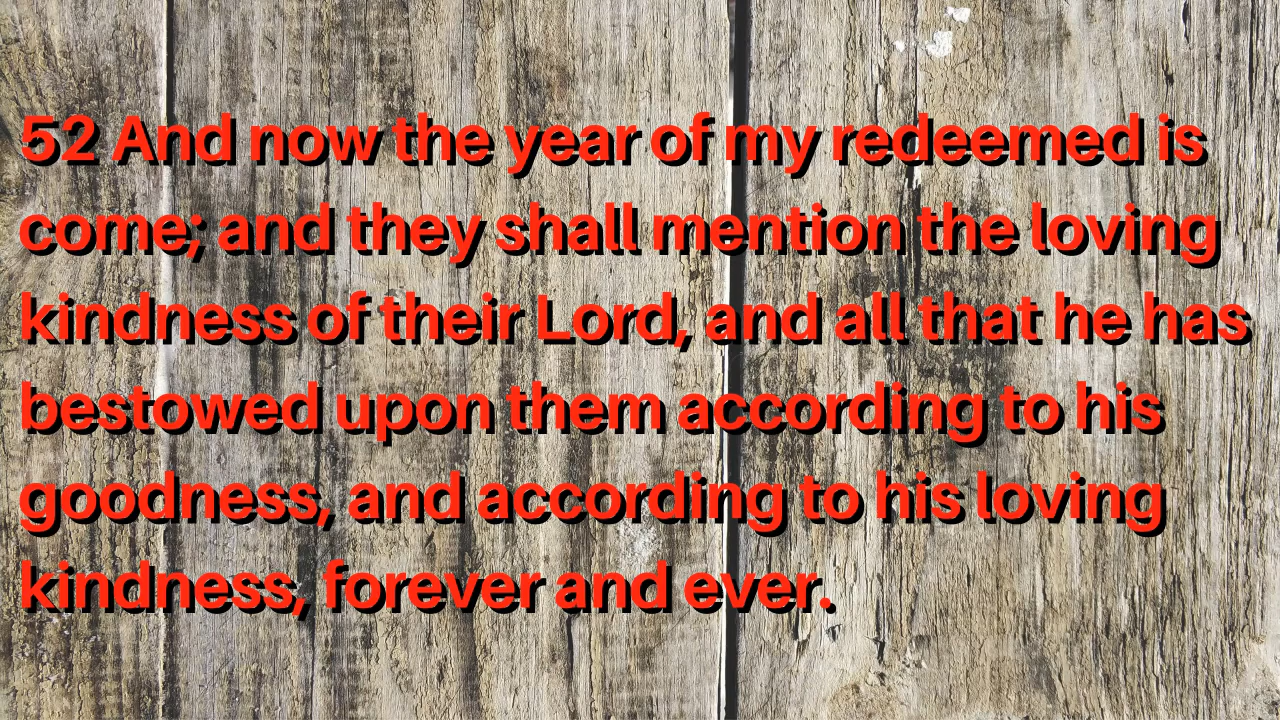 52 And now the year of my redeemed is
come; and they shall mention the loving
kindness of their Lord, and all that he has
bestowed upon them according to his
goodness, and according to his loving
kindness, forever and ever.